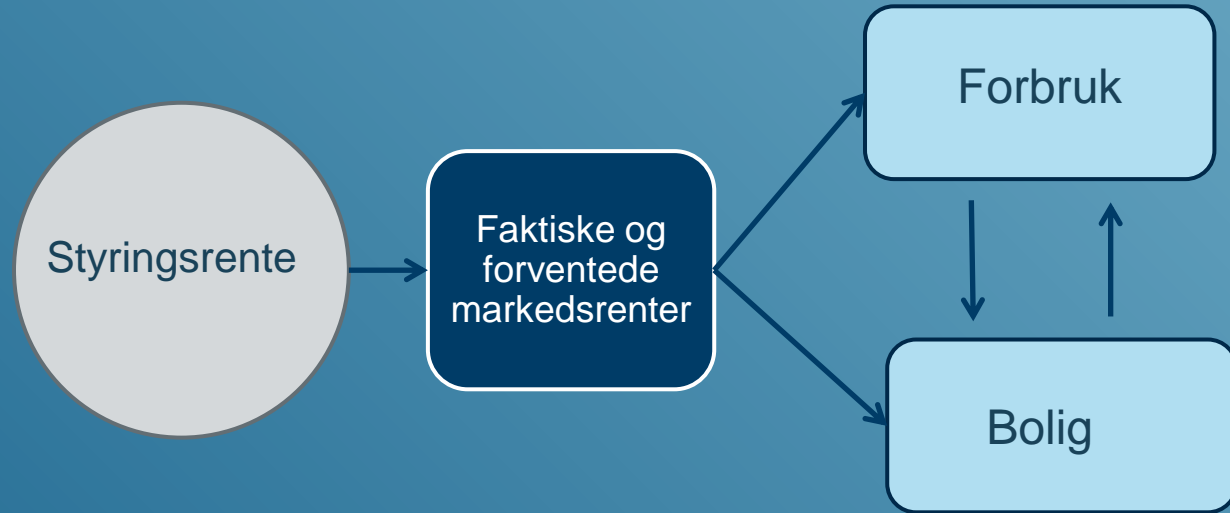 Styringsrente
Faktiske og
forventede
markedsrenter
Forbruk
Bolig